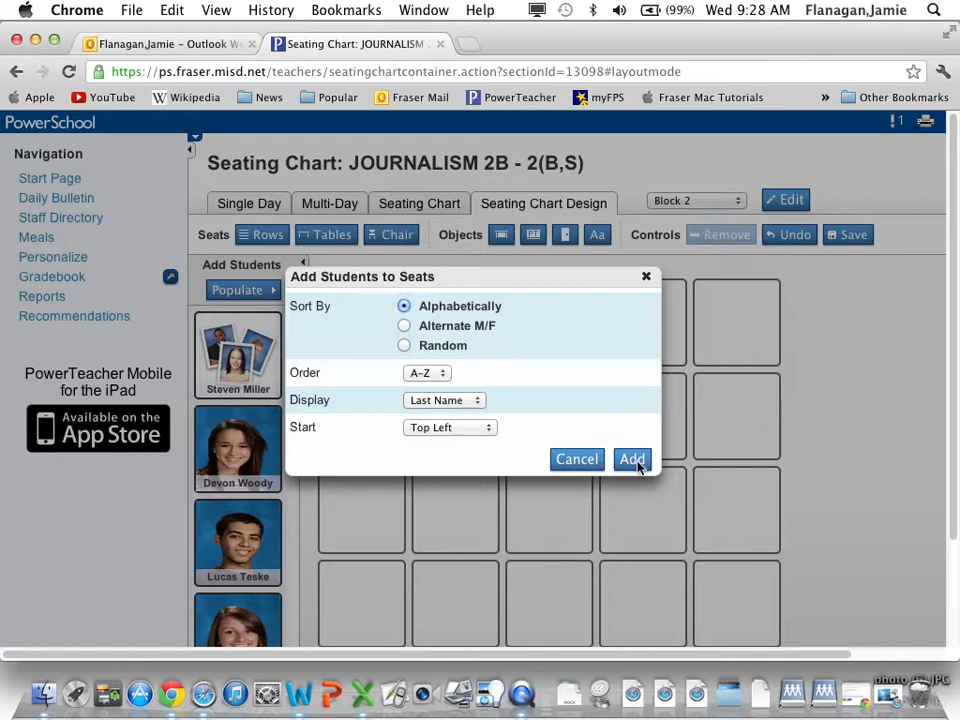 Chrome File Edit View History Bookmarks Window Help (99%) Wed 9:28 AM Flanagan,Jamie
Flanagan,Jamie – Outlook W
Seating Chart: JOURNALISM
https://ps.fraser.misd.net/teachers/seatingchartcontainer.action?sectionId=13098#layoutmode
Apple YouTube Wikipedia News Popular Fraser Mail PowerTeacher myFPS Fraser Mac Tutorials » Other Bookmarks
PowerSchool
!1
Navigation
Start Page
Daily Bulletin
Staff Directory
Meals
Personalize
Gradebook
Reports
Recommendations
PowerTeacher Mobile
for the iPad
Available on the
App Store
Seating Chart: JOURNALISM 2B - 2(B,S)
Single Day Multi-Day Seating Chart Seating Chart Design Block 2 Edit
Seats Rows Tables Chair Objects PT Aa Controls Remove Undo Save
Add Students
Populate
Steven Miller
Devon Woody
Lucas Teske
Add Students to Seats
Sort By Alphabetically
Alternate M/F
Random
Order A-Z
Display Last Name
Start Top Left
Cancel Add
photo (c).JPG